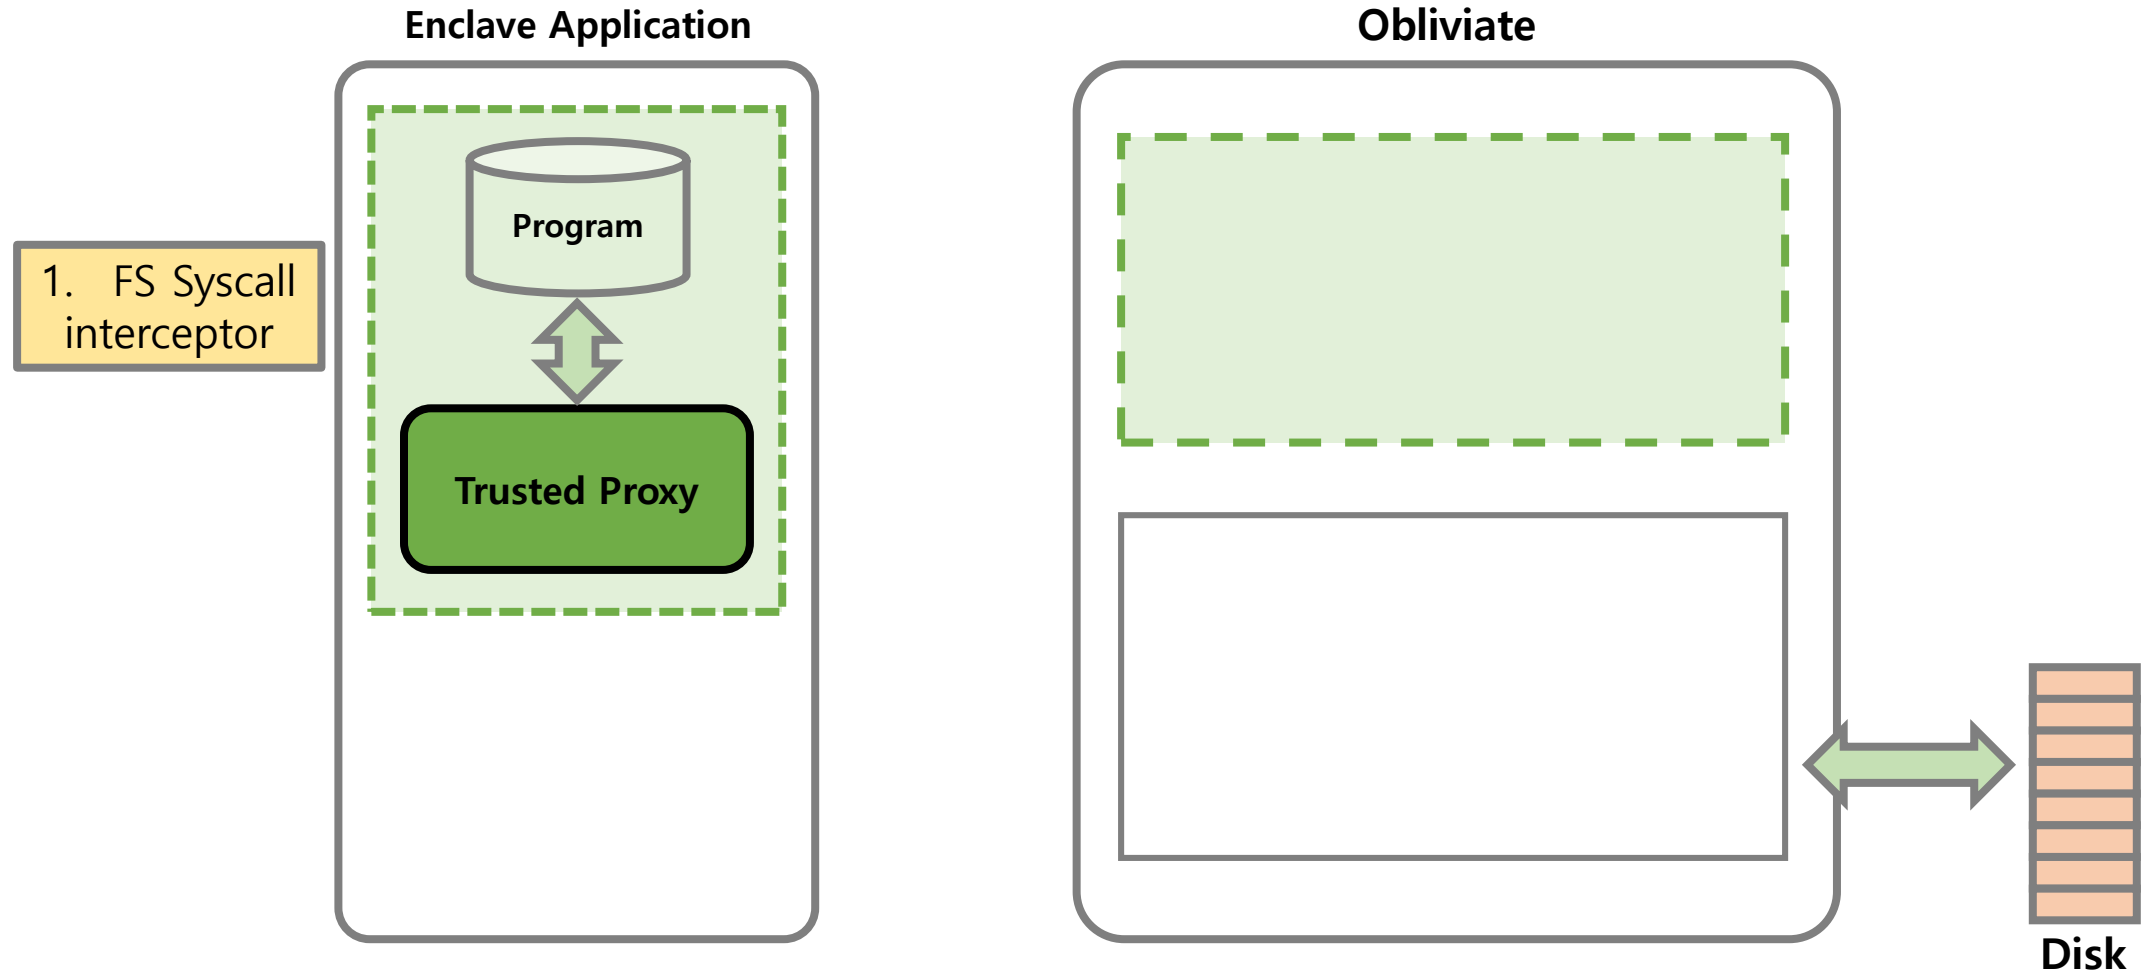 Enclave Application
Obliviate
Program
1. FS Syscall
interceptor
Trusted Proxy
Disk